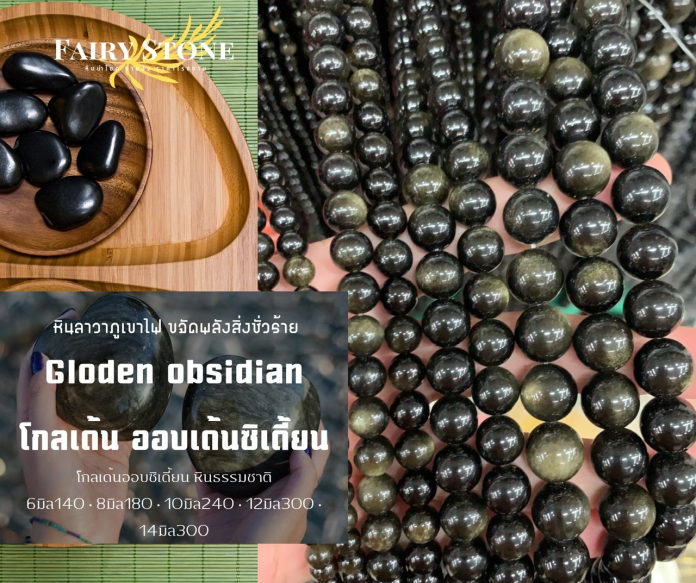 FAIRY STONE
หินลาวาภูเขาไฟ ขจัดพลังสิ่งชั่วร้าย
Gloden obsidian
โกลเด้น ออบเด้นซิเดี้ยน
โกลเด้นออบซิเดี้ยน หินธรรมชาติ
6มิล140 · 8มิล180 · 10มิล240 · 12มิล300 ·
14มิล300